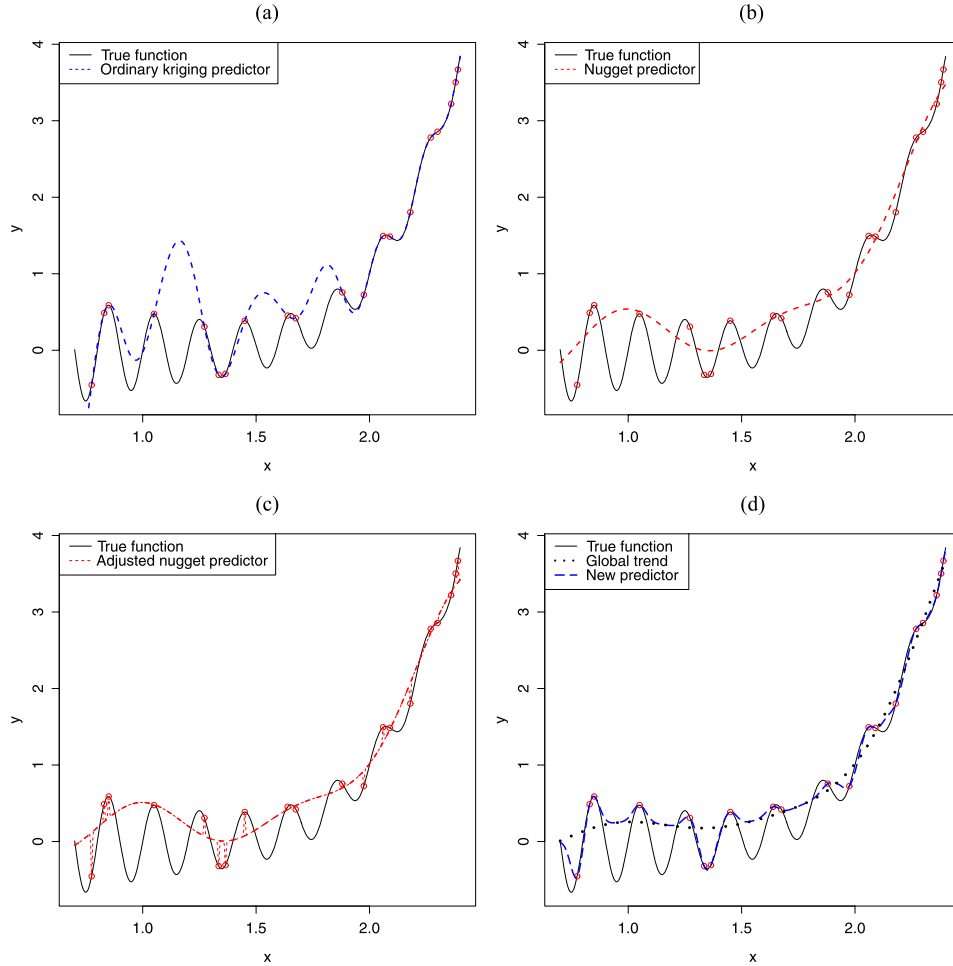 (a)
True function
Ordinary kriging predictor
4
3
2
1
0
y
1.0 1.5 2.0
x
(b)
True function
Nugget predictor
4
3
2
1
0
y
1.0 1.5 2.0
x
(c)
True function
Adjusted nugget predictor
4
3
2
1
0
y
1.0 1.5 2.0
x
(d)
True function
Global trend
New predictor
4
3
2
1
0
y
1.0 1.5 2.0
x